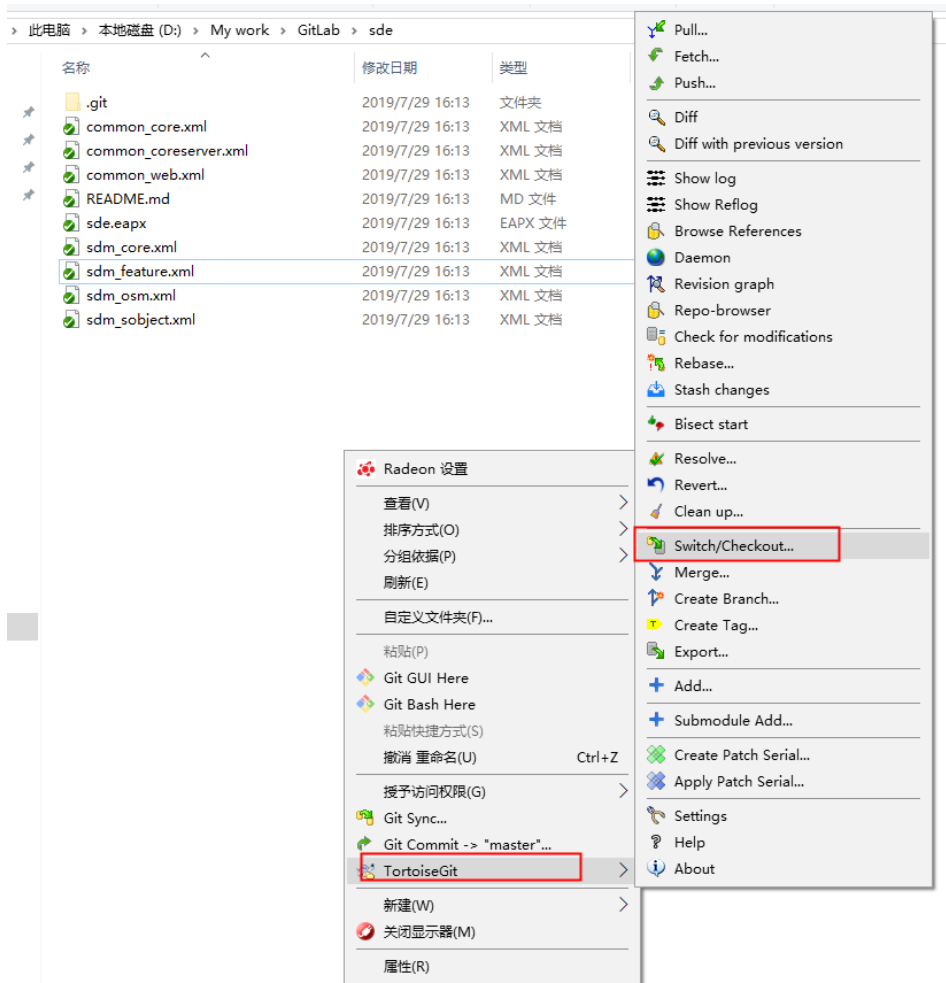 此电脑 › 本地磁盘 (D:) › My work › GitLab › sde
名称 修改日期 类型
.git 2019/7/29 16:13 文件夹
common_core.xml 2019/7/29 16:13 XML 文档
common_coreserver.xml 2019/7/29 16:13 XML 文档
common_web.xml 2019/7/29 16:13 XML 文档
README.md 2019/7/29 16:13 MD 文件
sde.eapx 2019/7/29 16:13 EAPX 文件
sdm_core.xml 2019/7/29 16:13 XML 文档
sdm_feature.xml 2019/7/29 16:13 XML 文档
sdm_osm.xml 2019/7/29 16:13 XML 文档
sdm_sobject.xml 2019/7/29 16:13 XML 文档
Radeon 设置
查看(V)
排序方式(O)
分组依据(P)
刷新(E)
自定义文件夹(F)...
粘贴(P)
Git GUI Here
Git Bash Here
粘贴快捷方式(S)
撤消 重命名(U) Ctrl+Z
授予访问权限(G)
Git Sync...
Git Commit -> "master"...
TortoiseGit
新建(W)
关闭显示器(M)
属性(R)
Pull...
Fetch...
Push...
Diff
Diff with previous version
Show log
Show Reflog
Browse References
Daemon
Revision graph
Repo-browser
Check for modifications
Rebase...
Stash changes
Bisect start
Resolve...
Revert...
Clean up...
Switch/Checkout...
Merge...
Create Branch...
Create Tag...
Export...
Add...
Submodule Add...
Create Patch Serial...
Apply Patch Serial...
Settings
Help
About